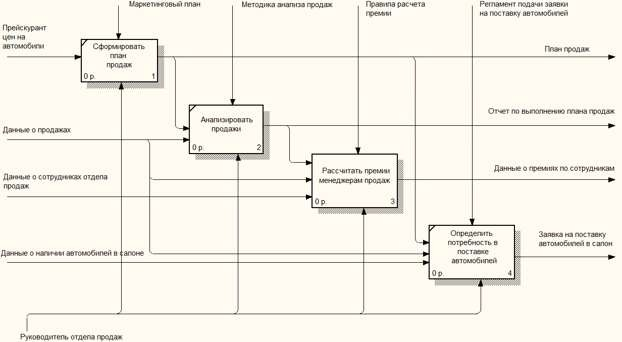 Маркетинговый план
Методика анализа продаж
Правила расчета
премии
Регламент подачи заявки
на поставку автомобилей
Прейскурант
цен на
автомобили
Сформировать
план
продаж
0 р.
1
План продаж
Анализировать
продажи
0 р.
2
Отчет по выполнению плана продаж
Данные о продажах
Рассчитать премии
менеджерам продаж
0 р.
3
Данные о премиях по сотрудникам
Данные о сотрудниках отдела
продаж
Определить
потребность в
поставке
автомобилей
0 р.
4
Заявка на поставку
автомобилей в салон
Данные о наличии автомобилей в салоне
Руководитель отдела продаж